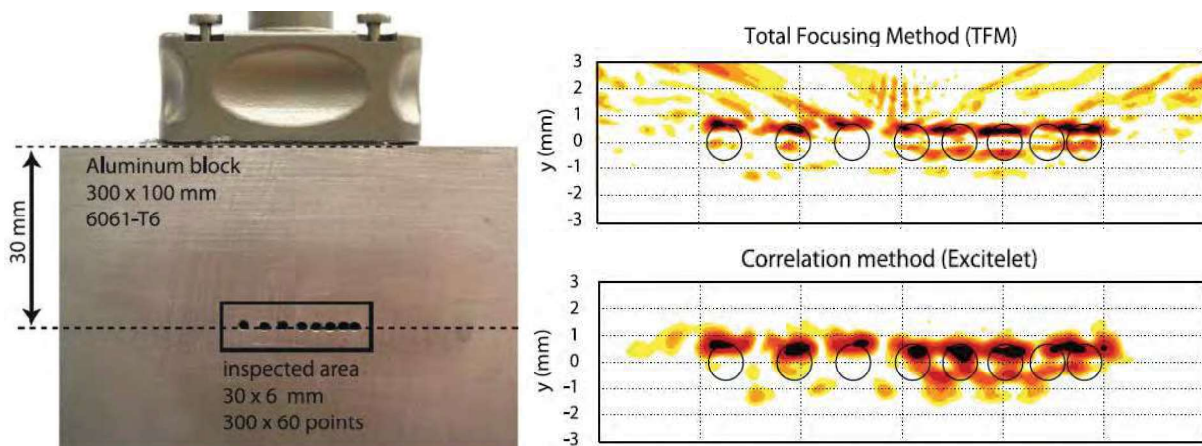 30 mm
Aluminum block
300 x 100 mm
6061-T6
inspected area
30 x 6 mm
300 x 60 points
Total Focusing Method (TFM)
y (mm)
3
2
1
0
-1
-2
-3
Correlation method (Excitelet)
y (mm)
3
2
1
0
-1
-2
-3